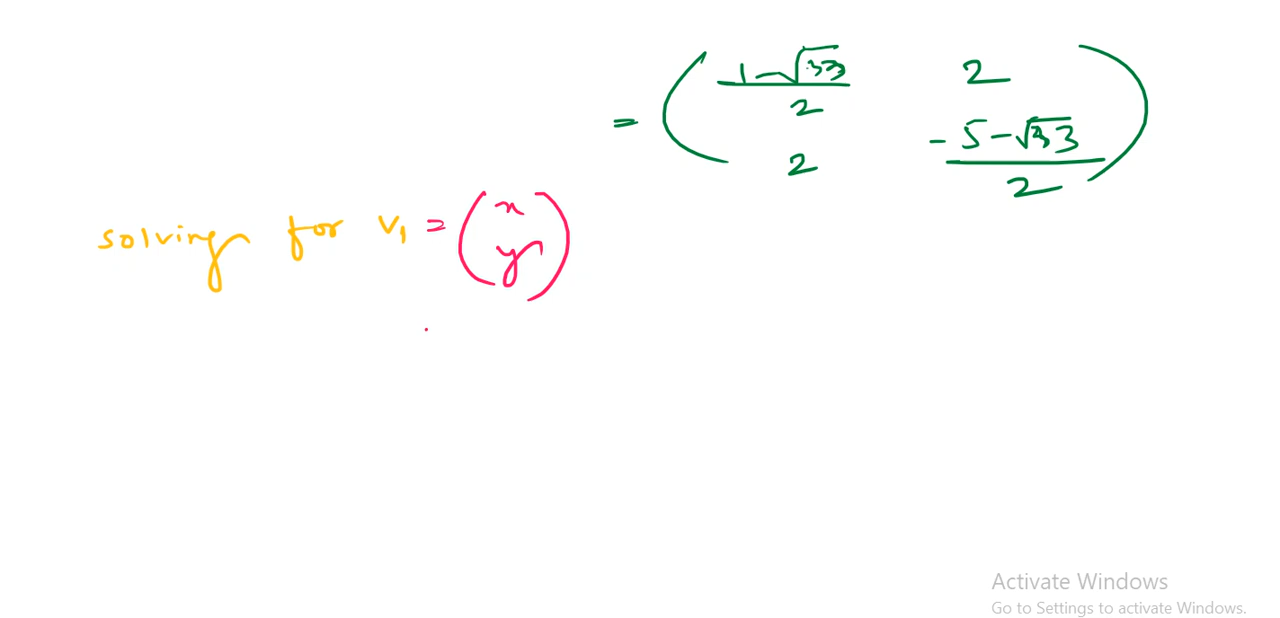 = ( (1-√33)/2 2
2 (-5-√33)/2 )
solving for v₁ = ( x
y )
Activate Windows
Go to Settings to activate Windows.